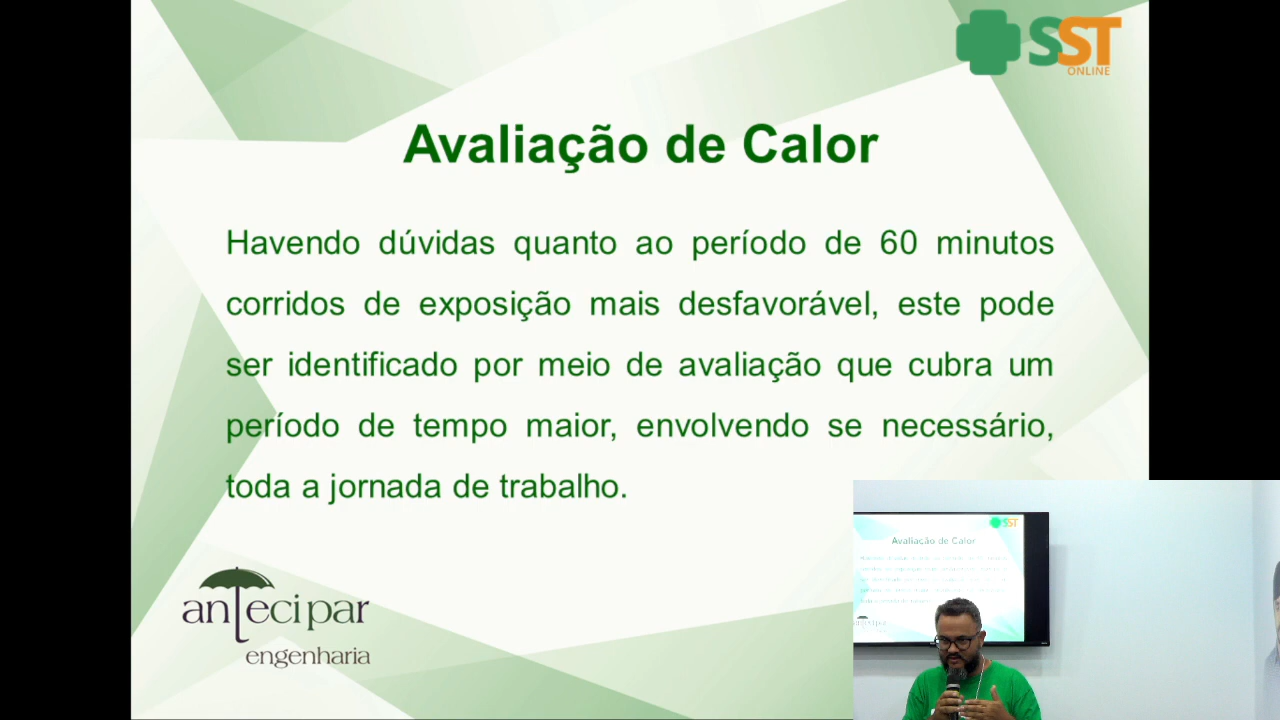 SST
ONLINE
Avaliação de Calor
Havendo dúvidas quanto ao período de 60 minutos
corridos de exposição mais desfavorável, este pode
ser identificado por meio de avaliação que cubra um
período de tempo maior, envolvendo se necessário,
toda a jornada de trabalho.
antecipar
engenharia
SST
Avaliação de Calor